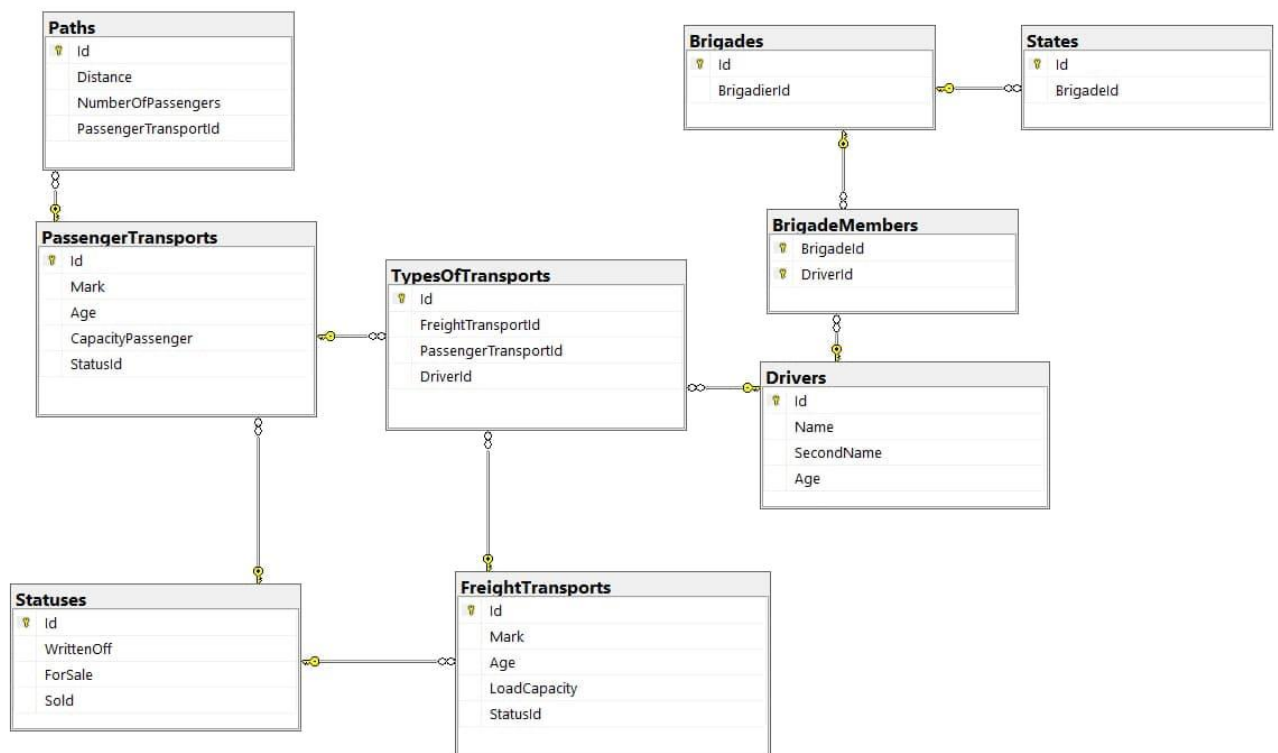 Paths
Id
Distance
NumberOfPassengers
PassengerTransportId
Brigades
Id
BrigadierId
States
Id
BrigadeId
PassengerTransports
Id
Mark
Age
CapacityPassenger
StatusId
TypesOfTransports
Id
FreightTransportId
PassengerTransportId
DriverId
BrigadeMembers
BrigadeId
DriverId
Drivers
Id
Name
SecondName
Age
Statuses
Id
WrittenOff
ForSale
Sold
FreightTransports
Id
Mark
Age
LoadCapacity
StatusId